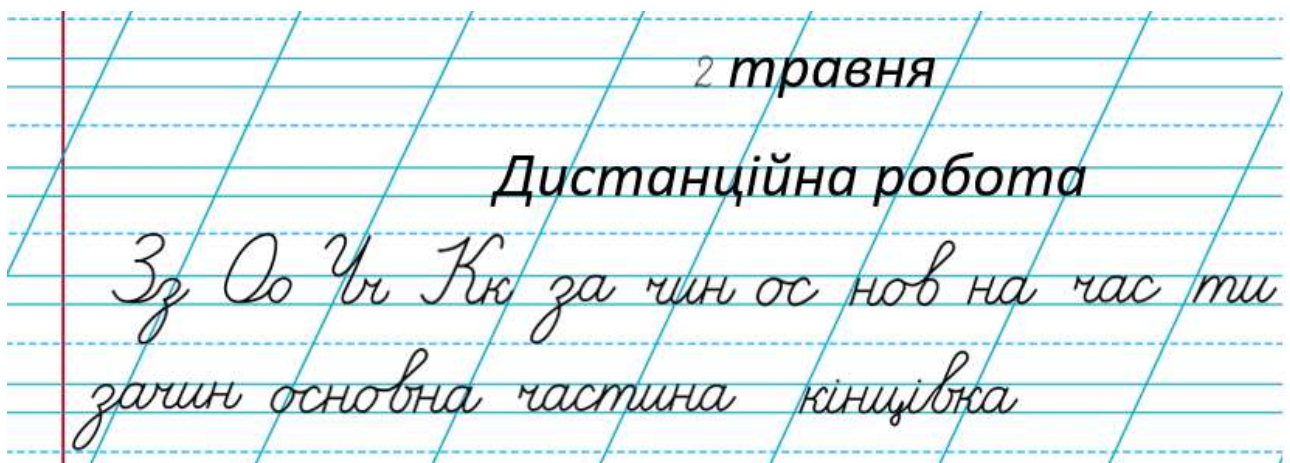 2 травня
Дистанційна робота
Зз Оо Чч Кк за чин ос нов на час ти
зачин основна частина кінцівка